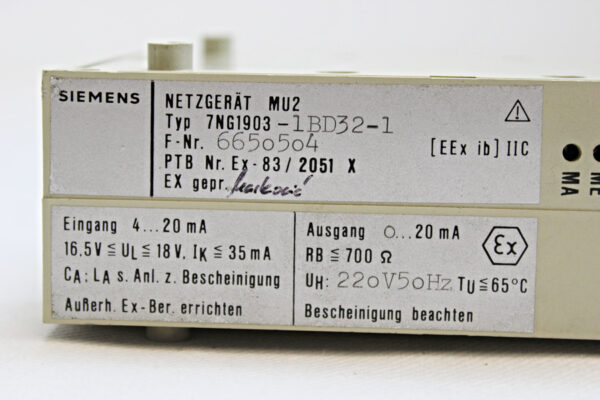 SIEMENS
NETZGERÄT MU2
Typ 7NG1903-1BD32-1
F-Nr. 6650504
[EEx ib] IIC
PTB Nr. Ex-83/2051 X
EX gepr.
MA
ME
Eingang 4...20 mA
16,5V ≦ UL ≦ 18V, IK ≦ 35 mA
CA; LA s. Anl. z. Bescheinigung
Außerh. Ex-Ber. errichten
Ausgang 0...20 mA
RB ≦ 700 Ω
UH: 220V50Hz TU ≦ 65°C
Bescheinigung beachten
Ex